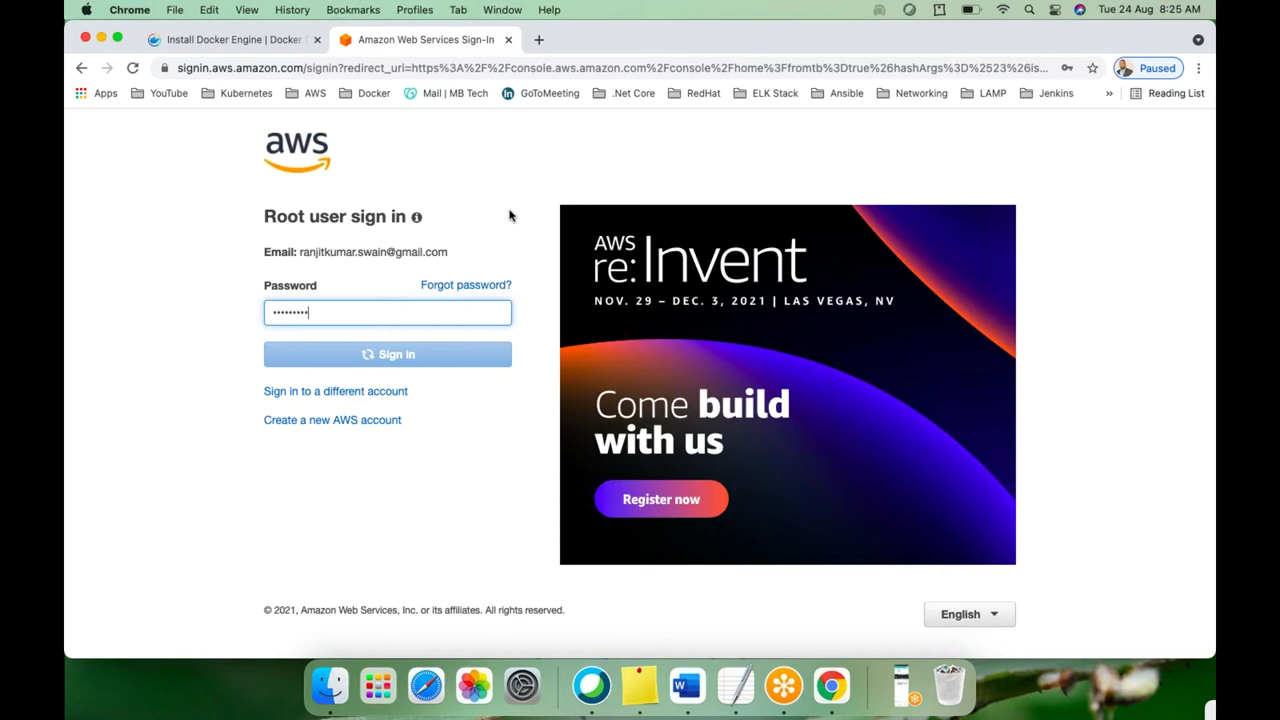 Chrome File Edit View History Bookmarks Profiles Tab Window Help Tue 24 Aug 8:25 AM
Install Docker Engine | Docker Amazon Web Services Sign-In
signin.aws.amazon.com/signin?redirect_uri=https%3A%2F%2Fconsole.aws.amazon.com%2Fconsole%2Fhome%3Ffromtb%3Dtrue%26hashArgs%3D%2523%26is... Paused
Apps YouTube Kubernetes AWS Docker Mail | MB Tech GoToMeeting .Net Core RedHat ELK Stack Ansible Networking LAMP Jenkins » Reading List
aws
Root user sign in
Email: ranjitkumar.swain@gmail.com
Password Forgot password?
•••••••••
Sign in
Sign in to a different account
Create a new AWS account
AWS
re:Invent
NOV. 29 – DEC. 3, 2021 | LAS VEGAS, NV
Come build
with us
Register now
© 2021, Amazon Web Services, Inc. or its affiliates. All rights reserved.
English